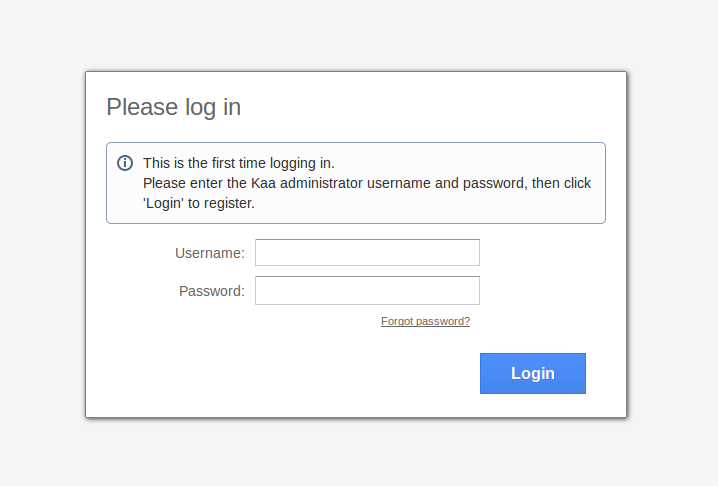 Please log in
This is the first time logging in.
Please enter the Kaa administrator username and password, then click
'Login' to register.
Username:
Password:
Forgot password?
Login